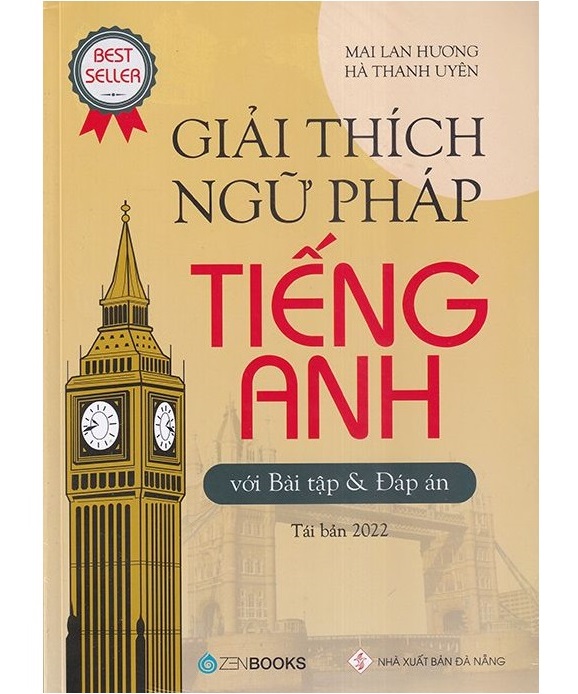 BEST
SELLER
MAI LAN HƯƠNG
HÀ THANH UYÊN
GIẢI THÍCH
NGỮ PHÁP
TIẾNG
ANH
với Bài tập & Đáp án
Tái bản 2022
ZENBOOKS
NHÀ XUẤT BẢN ĐÀ NẴNG